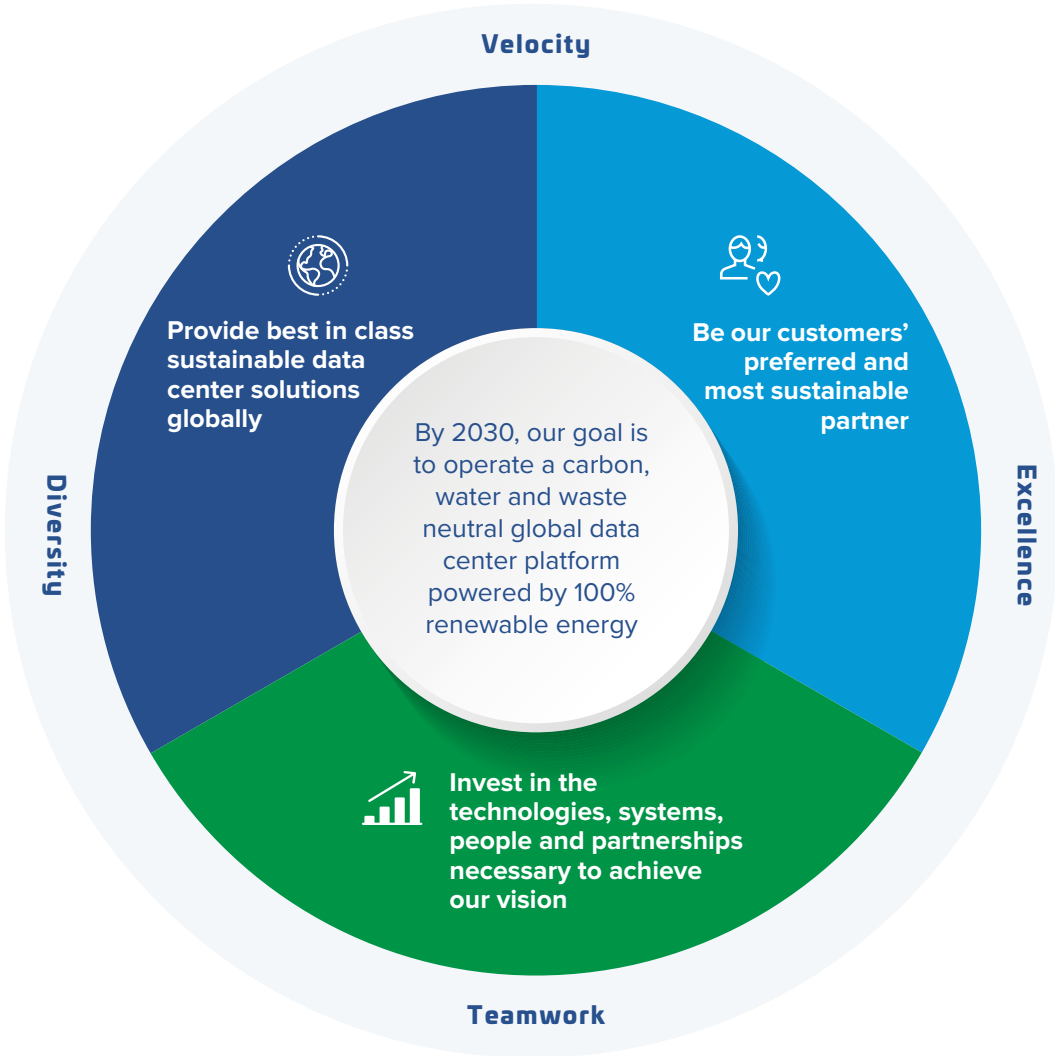 Velocity
Provide best in class
sustainable data
center solutions
globally
Be our customers’
preferred and
most sustainable
partner
By 2030, our goal is
to operate a carbon,
water and waste
neutral global data
center platform
powered by 100%
renewable energy
Diversity
Excellence
Invest in the
technologies, systems,
people and partnerships
necessary to achieve
our vision
Teamwork